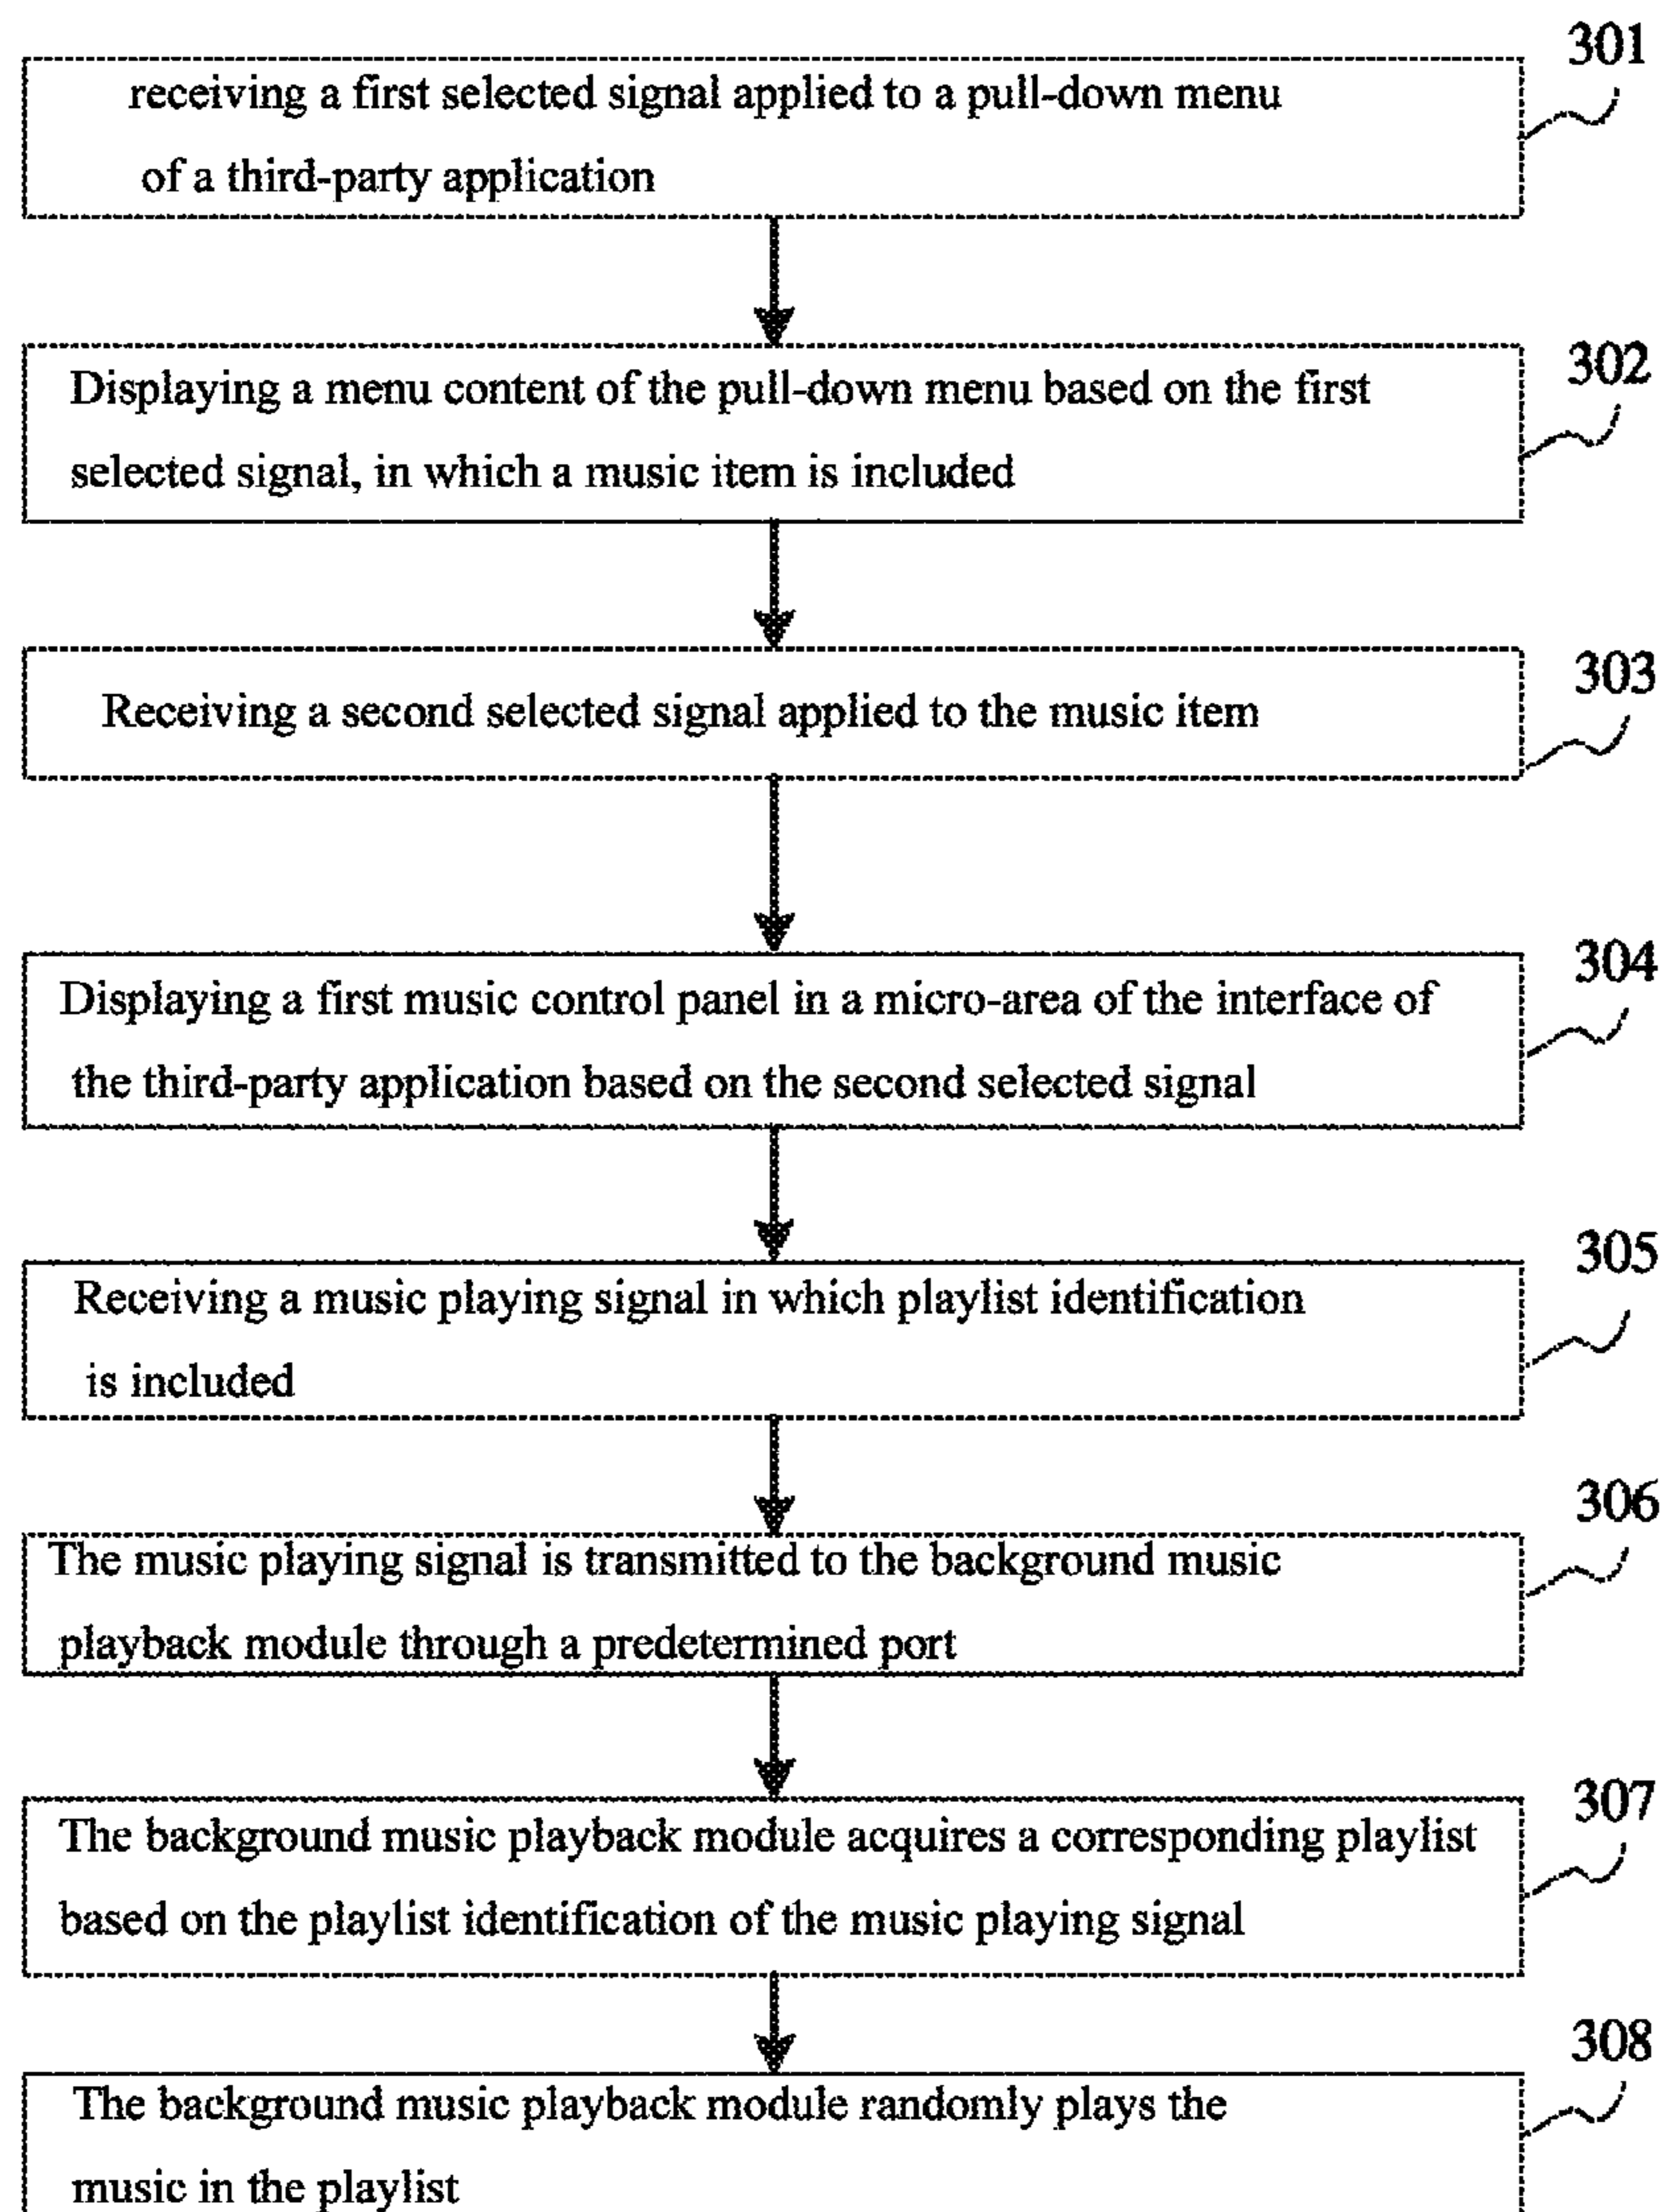 301
receiving a first selected signal applied to a pull-down menu
of a third-party application
302
Displaying a menu content of the pull-down menu based on the first
selected signal, in which a music item is included
303
Receiving a second selected signal applied to the music item
304
Displaying a first music control panel in a micro-area of the interface of
the third-party application based on the second selected signal
305
Receiving a music playing signal in which playlist identification
is included
306
The music playing signal is transmitted to the background music
playback module through a predetermined port
307
The background music playback module acquires a corresponding playlist
based on the playlist identification of the music playing signal
308
The background music playback module randomly plays the
music in the playlist